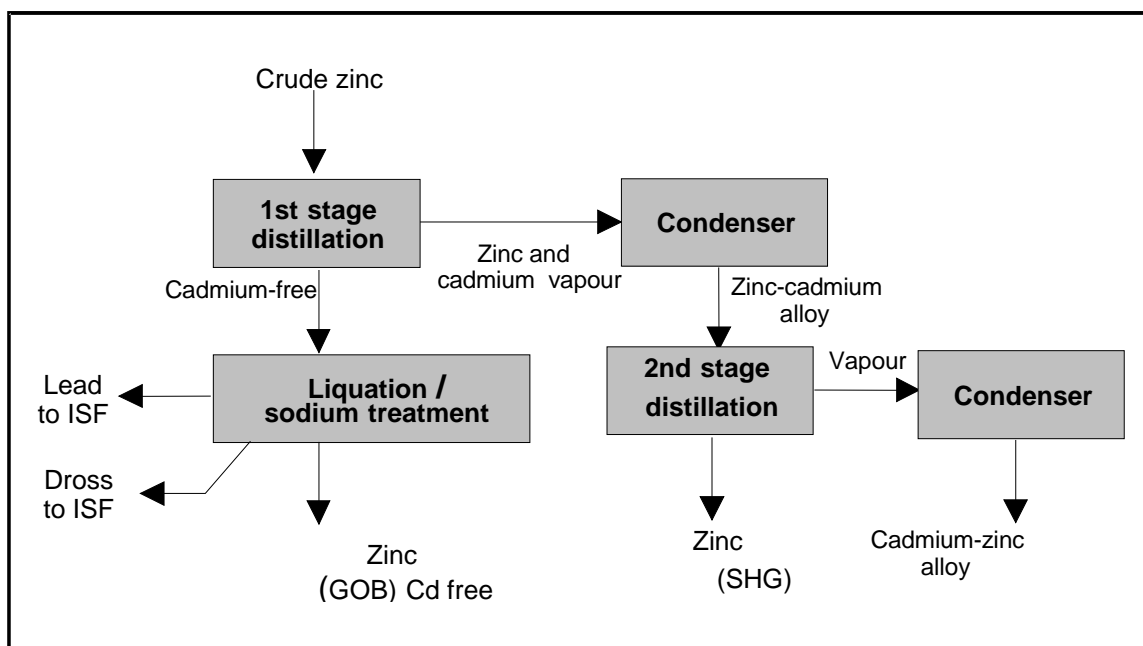 Crude zinc
1st stage
distillation
Condenser
Zinc and
cadmium vapour
Cadmium-free
Zinc-cadmium
alloy
Liquation /
sodium treatment
2nd stage
distillation
Vapour
Condenser
Lead
to ISF
Dross
to ISF
Zinc
(GOB) Cd free
Zinc
(SHG)
Cadmium-zinc
alloy